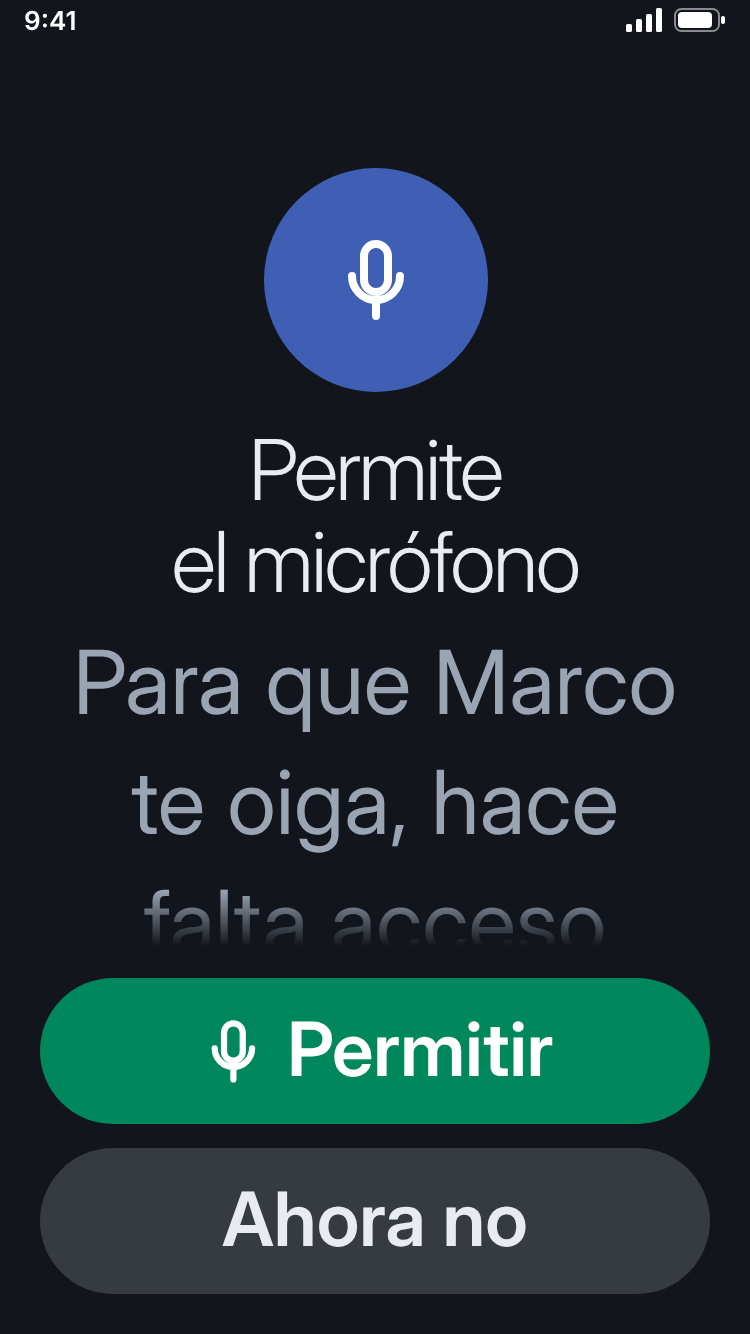 9:41
Permite
el micrófono
Para que Marco
te oiga, hace
falta acceso
Permitir
Ahora no